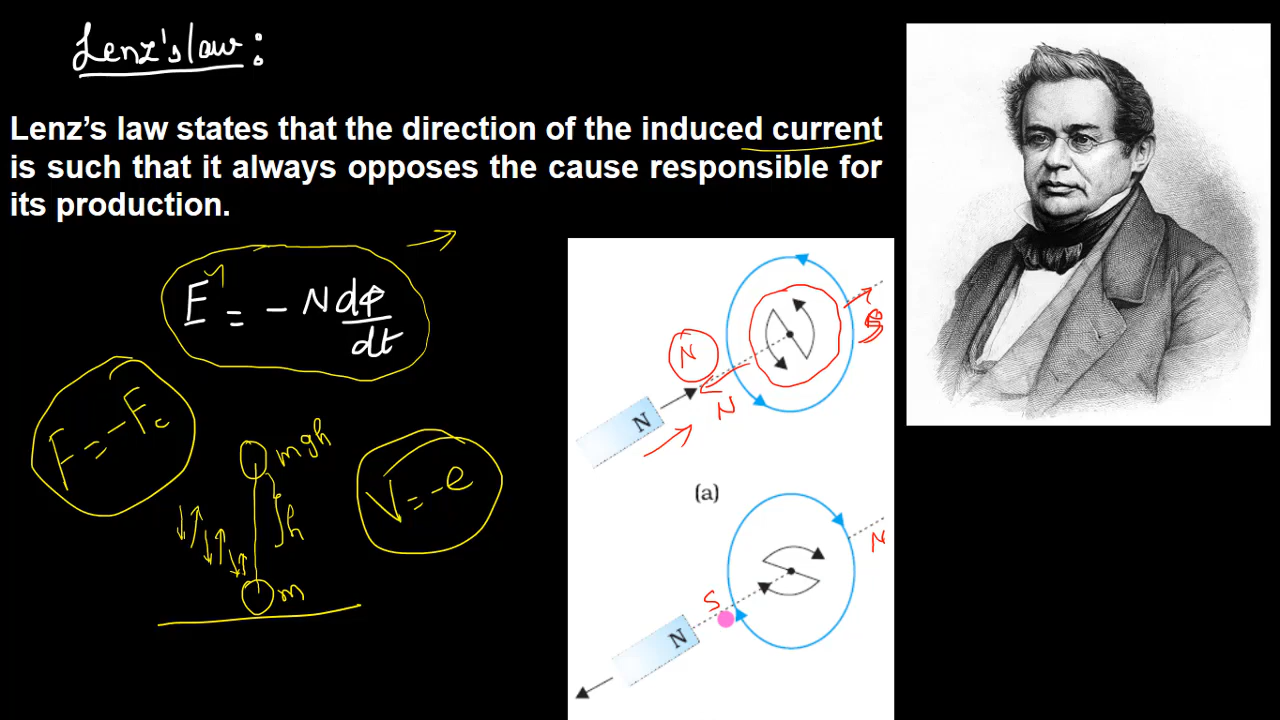 Lenz's law :
Lenz's law states that the direction of the induced current
is such that it always opposes the cause responsible for
its production.
E = - N dφ/dt
F = -Fc
mgh
h
m
V = -e
N
N
N
S
(a)
S
N
N